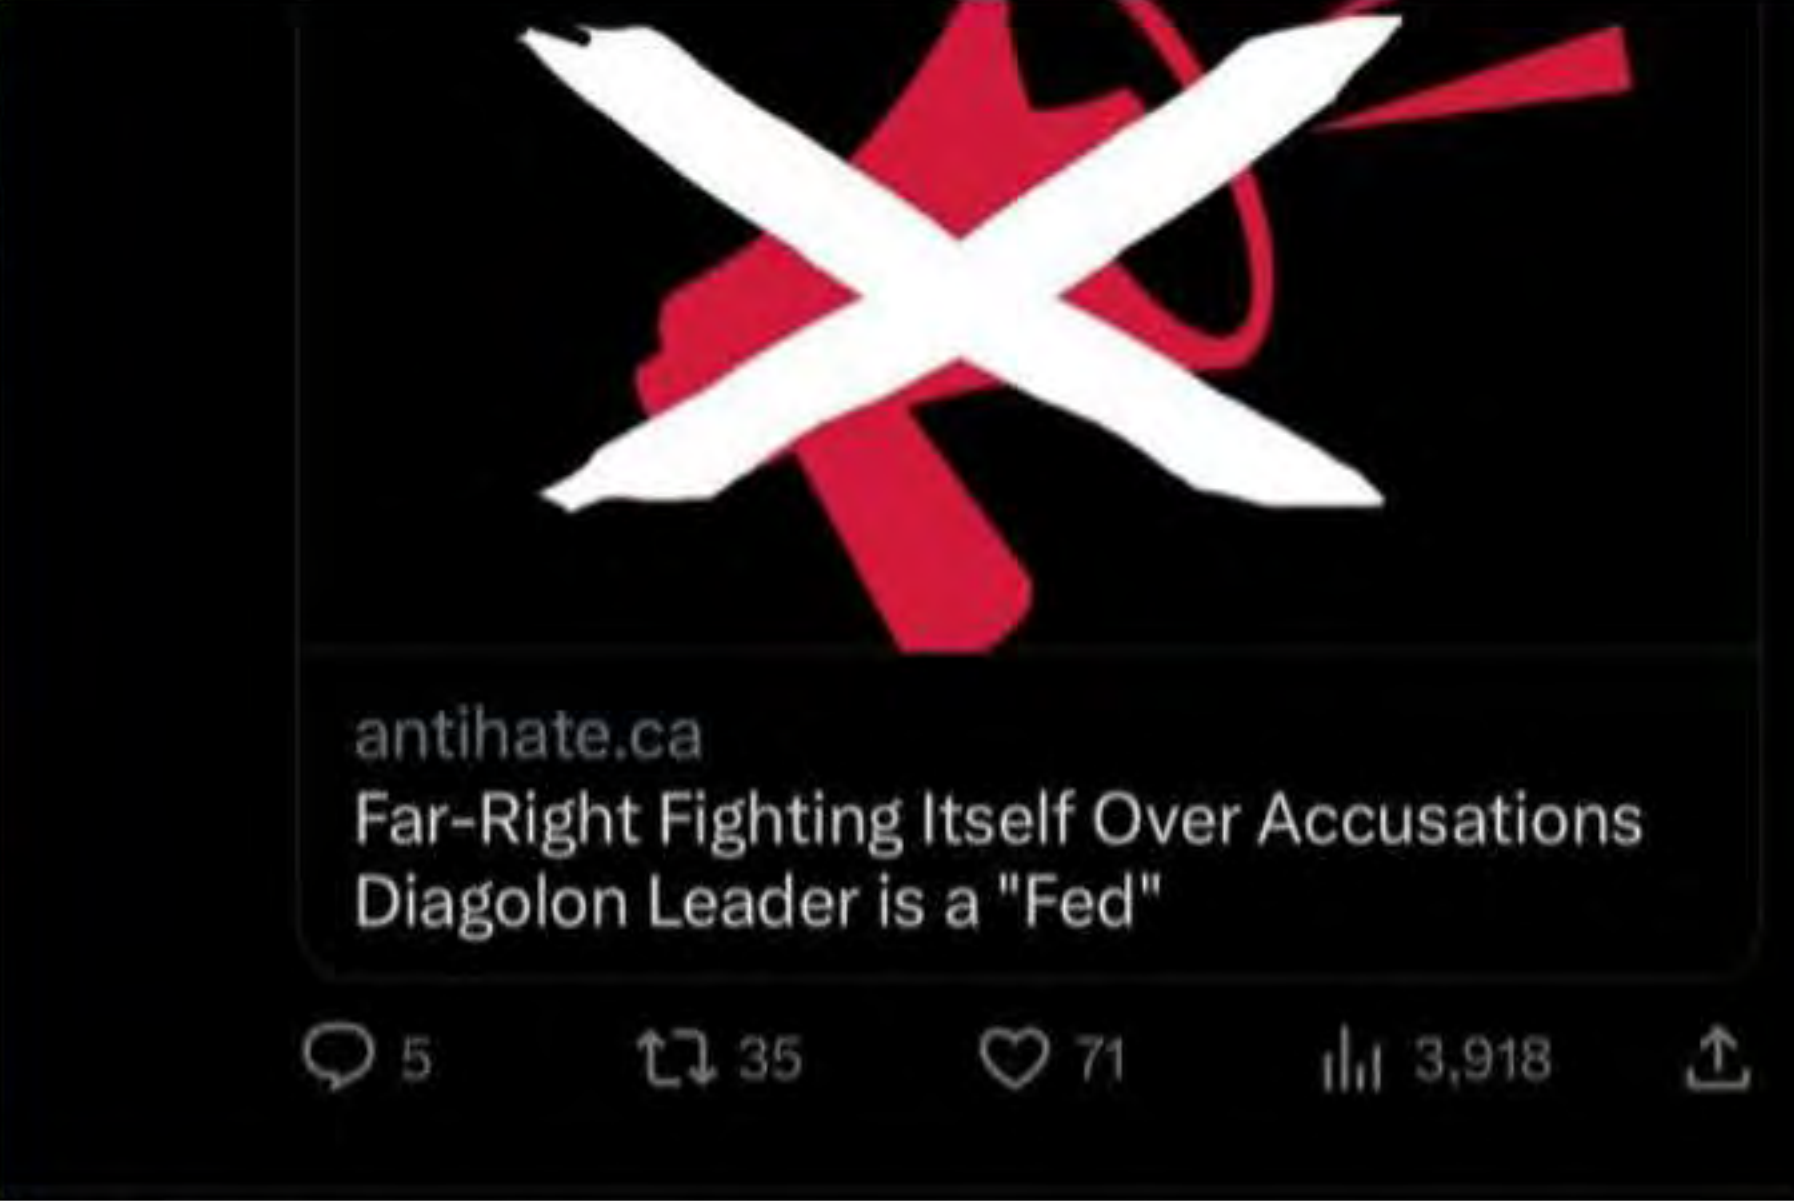 antihate.ca
Far-Right Fighting Itself Over Accusations
Diagolon Leader is a "Fed"
5 35 71 3,918